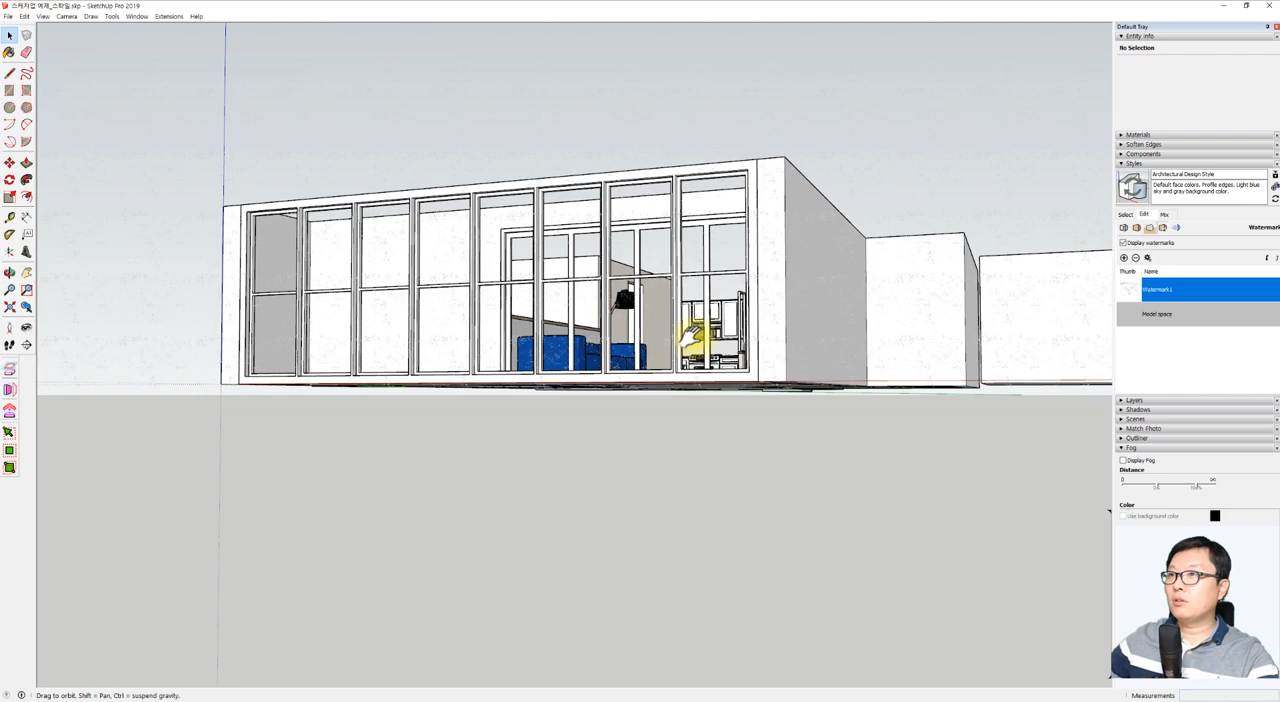 스케치업 예제_스타일.skp - SketchUp Pro 2019
File Edit View Camera Draw Tools Window Extensions Help
Default Tray
Entity Info
No Selection
Materials
Soften Edges
Components
Styles
Architectural Design Style
Default face colors. Profile edges. Light blue
sky and gray background color.
Select Edit Mix
Watermark
Display watermarks
Thumb Name
Watermark1
Model space
Layers
Shadows
Scenes
Match Photo
Outliner
Fog
Display Fog
Distance
0 ∞
Color
Use background color
Drag to orbit. Shift = Pan, Ctrl = suspend gravity.
Measurements